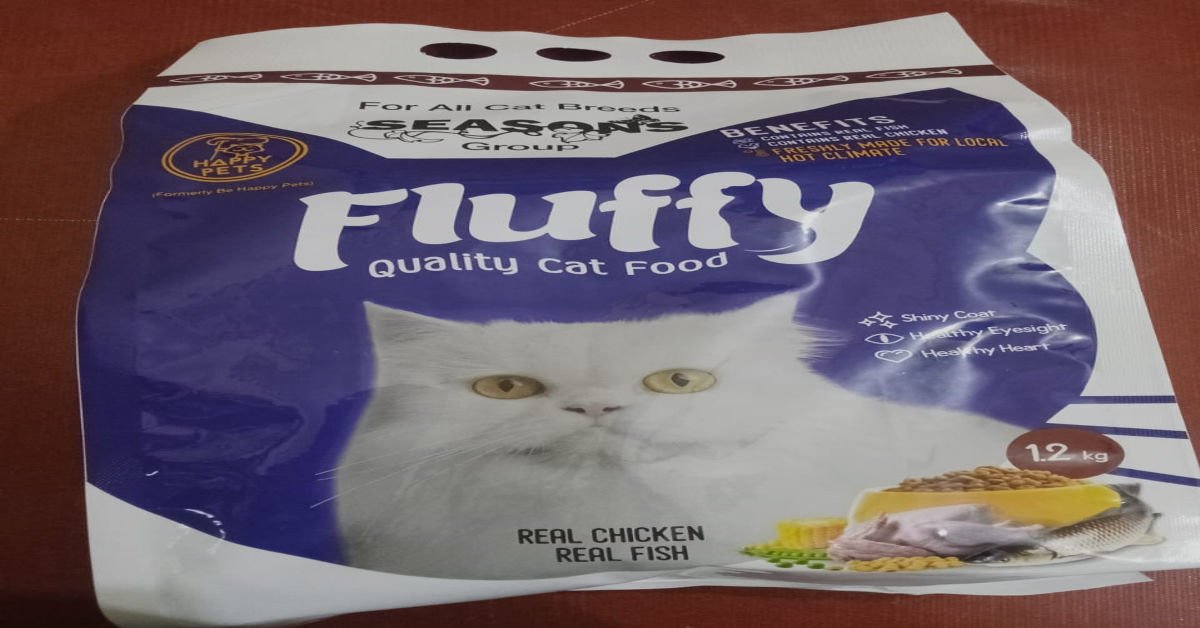 For All Cat Breeds
SEASONS
Group
HAPPY
PETS
(Formerly Be Happy Pets)
BENEFITS
CONTAINS REAL FISH
CONTAINS REAL CHICKEN
FRESHLY MADE FOR LOCAL
HOT CLIMATE
Fluffy
Quality Cat Food
Shiny Coat
Healthy Eyesight
Healthy Heart
1.2 kg
REAL CHICKEN
REAL FISH